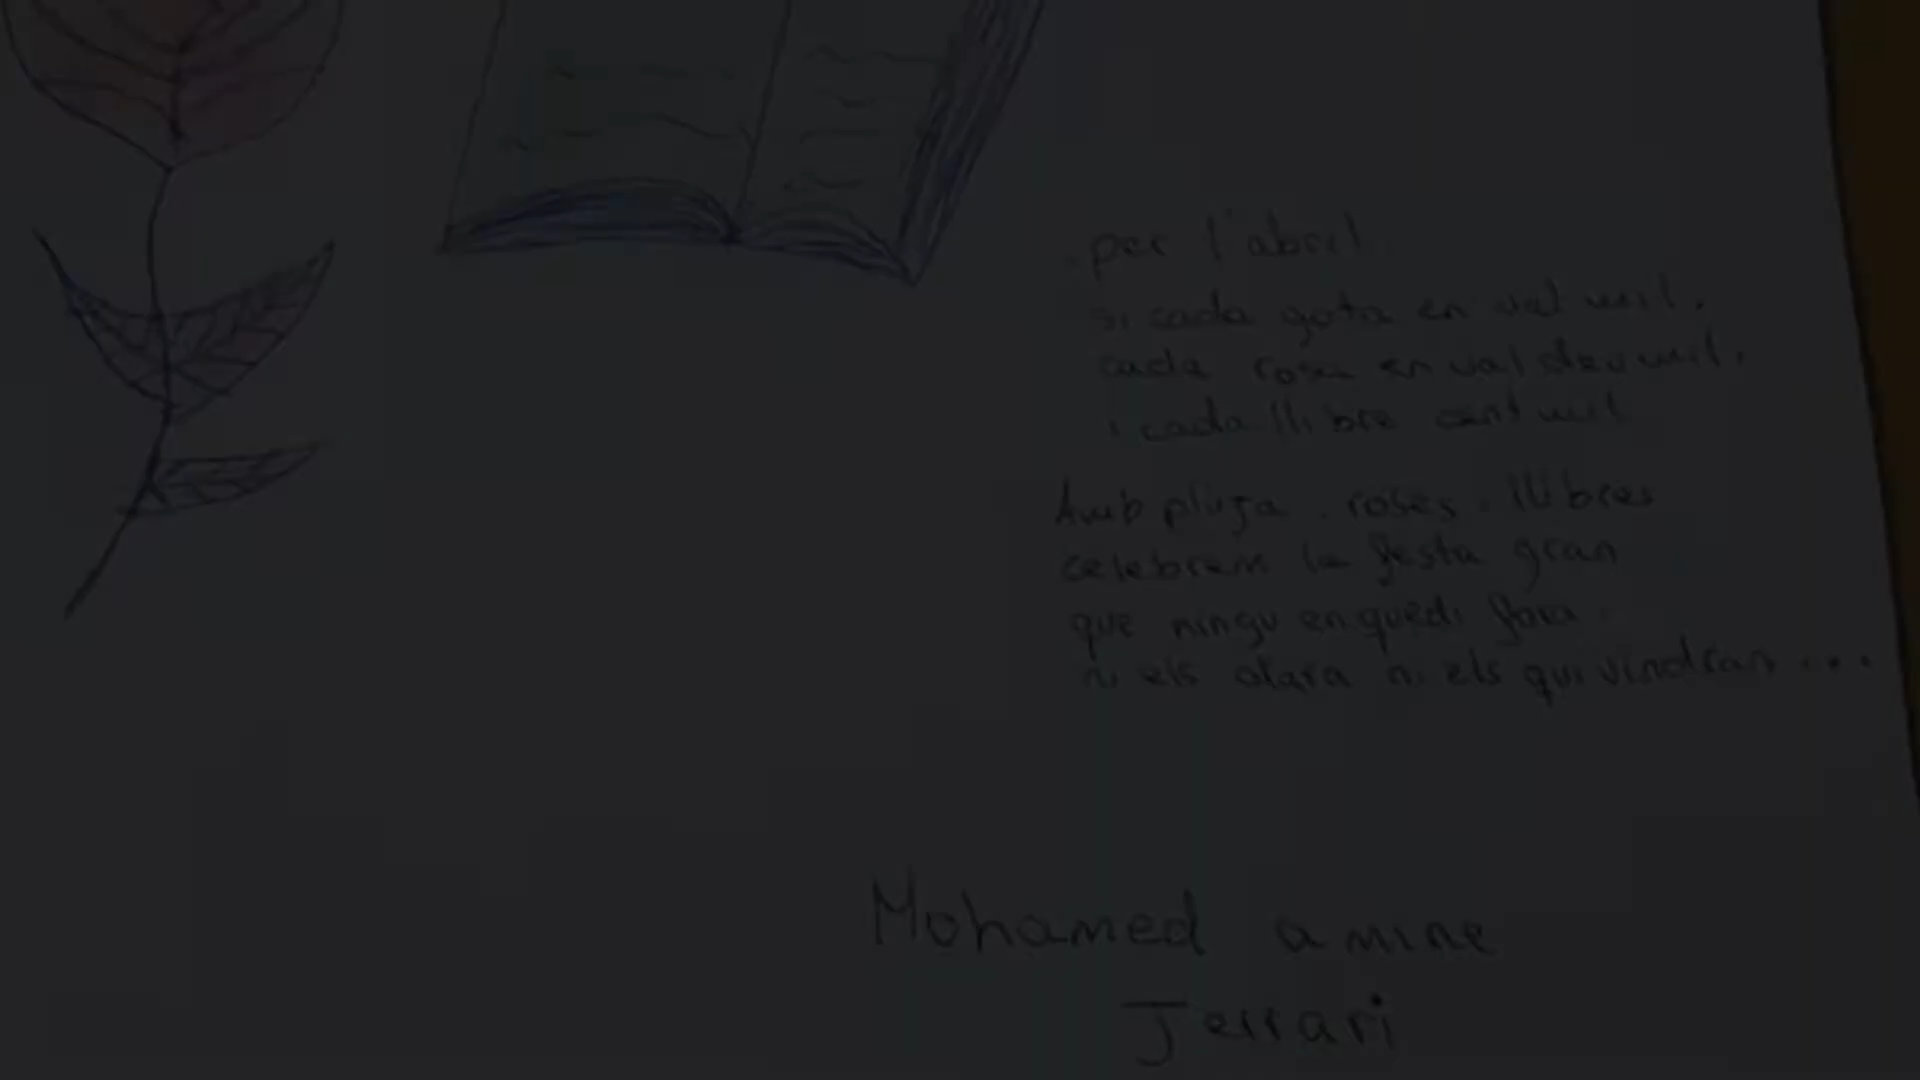 per l'abril
si cada gota en val mil.
cada rosa en val deu mil.
i cada llibre cent mil
Amb pluja . roses . llibres
celebrem la festa gran
que ningu en quedi fora.
ni els d'ara ni els qui vindran ...
Mohamed amine
Jerrari